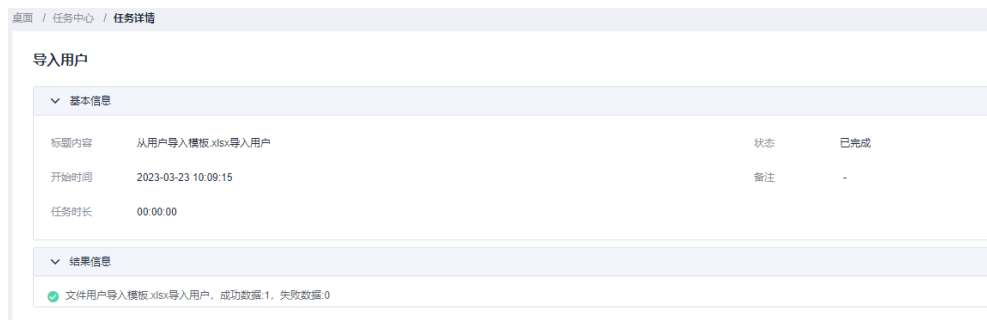 桌面 / 任务中心 / 任务详情
导入用户
基本信息
标题内容 从用户导入模板.xlsx导入用户 状态 已完成
开始时间 2023-03-23 10:09:15 备注 -
任务时长 00:00:00
结果信息
文件用户导入模板.xlsx导入用户，成功数据:1，失败数据:0